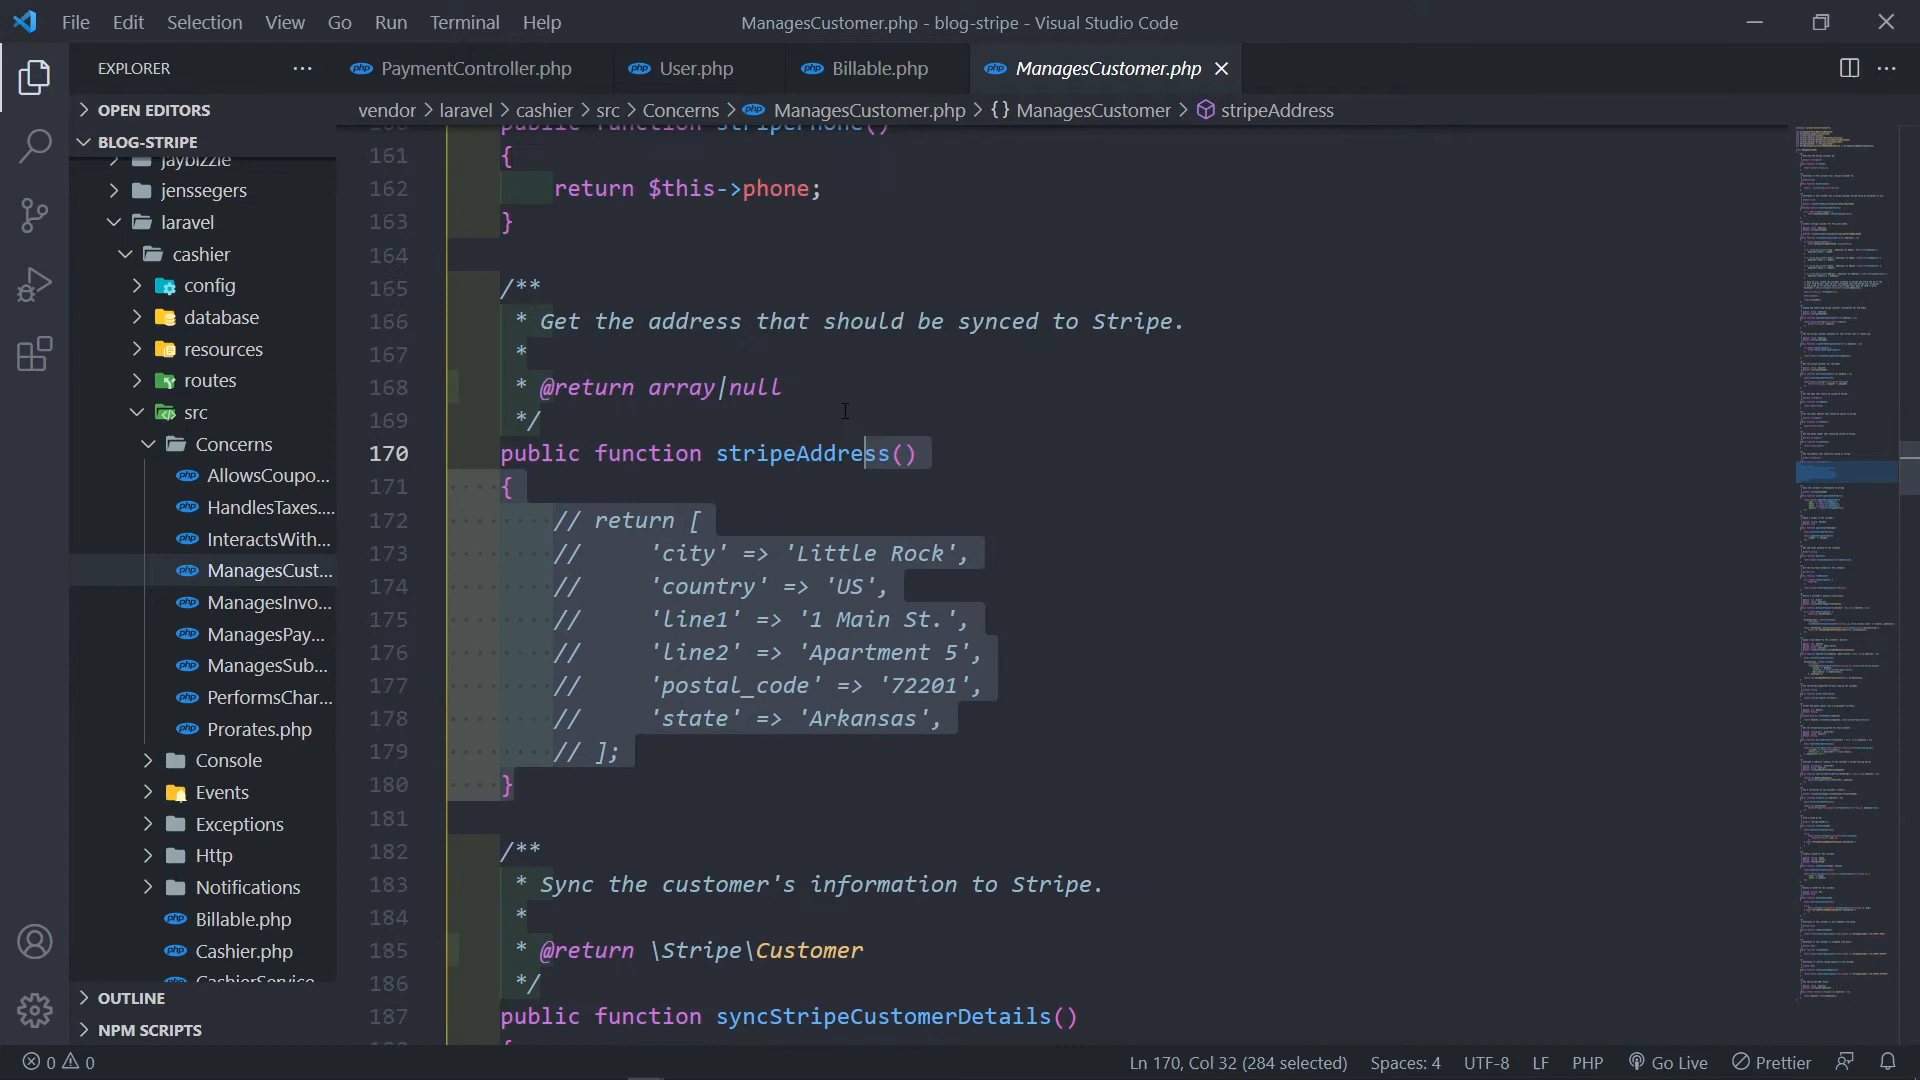 File Edit Selection View Go Run Terminal Help
ManagesCustomer.php - blog-stripe - Visual Studio Code
EXPLORER
PaymentController.php
User.php
Billable.php
ManagesCustomer.php
OPEN EDITORS
BLOG-STRIPE
vendor > laravel > cashier > src > Concerns > ManagesCustomer.php > {} ManagesCustomer > stripeAddress
jaybizzle
jenssegers
laravel
cashier
config
database
resources
routes
src
Concerns
AllowsCoupo...
HandlesTaxes....
InteractsWith...
ManagesCust...
ManagesInvo...
ManagesPay...
ManagesSub...
PerformsChar...
Prorates.php
Console
Events
Exceptions
Http
Notifications
Billable.php
Cashier.php
CashierService
OUTLINE
NPM SCRIPTS
160 public function stripePhone()
161 {
162 return $this->phone;
163 }
164
165 /**
166 * Get the address that should be synced to Stripe.
167 *
168 * @return array|null
169 */
170 public function stripeAddress()
171 {
172 // return [
173 // 'city' => 'Little Rock',
174 // 'country' => 'US',
175 // 'line1' => '1 Main St.',
176 // 'line2' => 'Apartment 5',
177 // 'postal_code' => '72201',
178 // 'state' => 'Arkansas',
179 // ];
180 }
181
182 /**
183 * Sync the customer's information to Stripe.
184 *
185 * @return \Stripe\Customer
186 */
187 public function syncStripeCustomerDetails()
0 0
Ln 170, Col 32 (284 selected) Spaces: 4 UTF-8 LF PHP Go Live Prettier